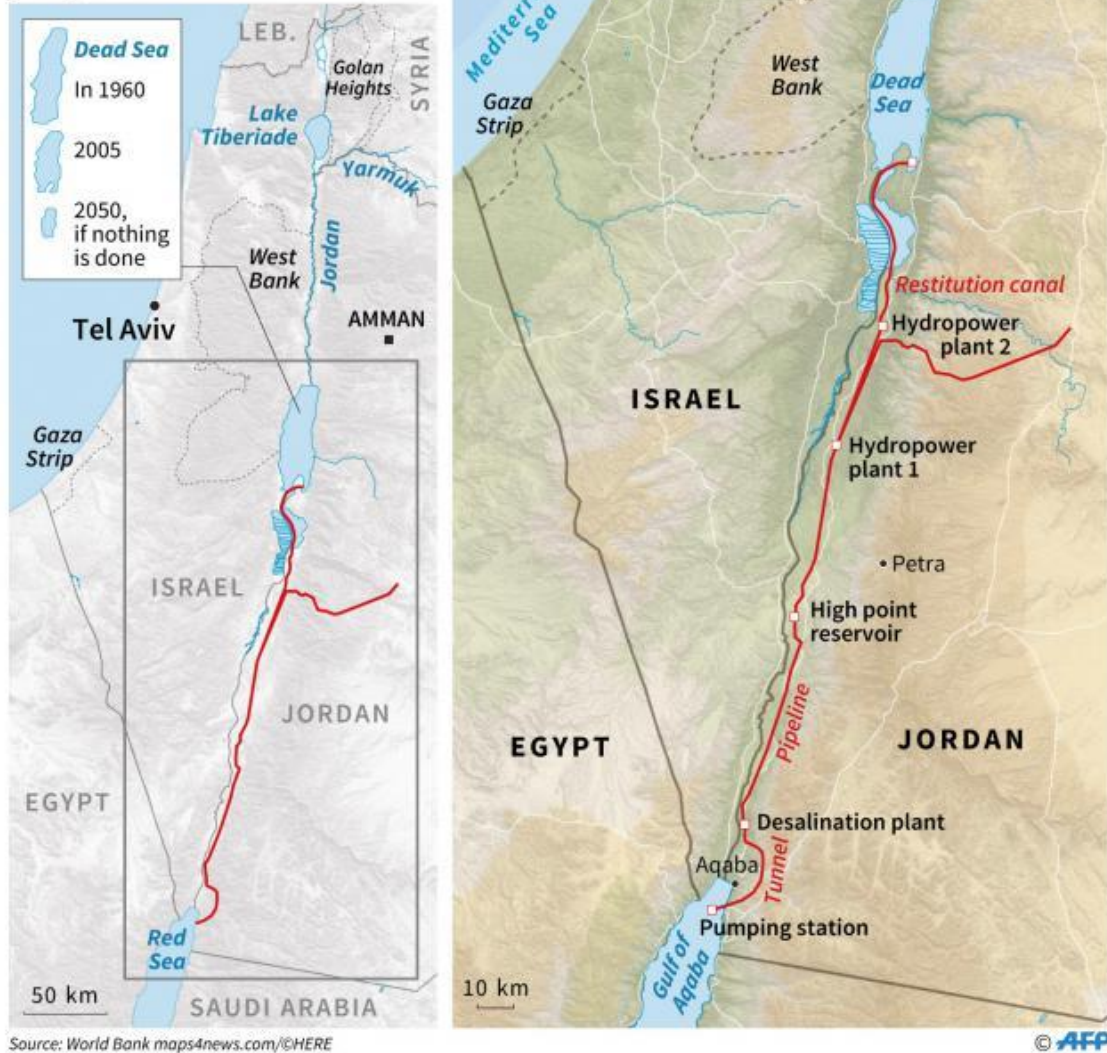 Dead Sea
In 1960
2005
2050,
if nothing
is done
LEB.
Golan
Heights
SYRIA
Lake
Tiberiade
Yarmuk
Jordan
West
Bank
Tel Aviv
AMMAN
Gaza
Strip
ISRAEL
JORDAN
EGYPT
Red
Sea
50 km
SAUDI ARABIA
Sea
Gaza
Strip
West
Bank
Dead
Sea
Restitution canal
Hydropower
plant 2
ISRAEL
Hydropower
plant 1
Petra
High point
reservoir
Pipeline
EGYPT
JORDAN
Desalination plant
Aqaba
Tunnel
Pumping station
Gulf of
Aqaba
10 km
Source: World Bank maps4news.com/©HERE
© AFP